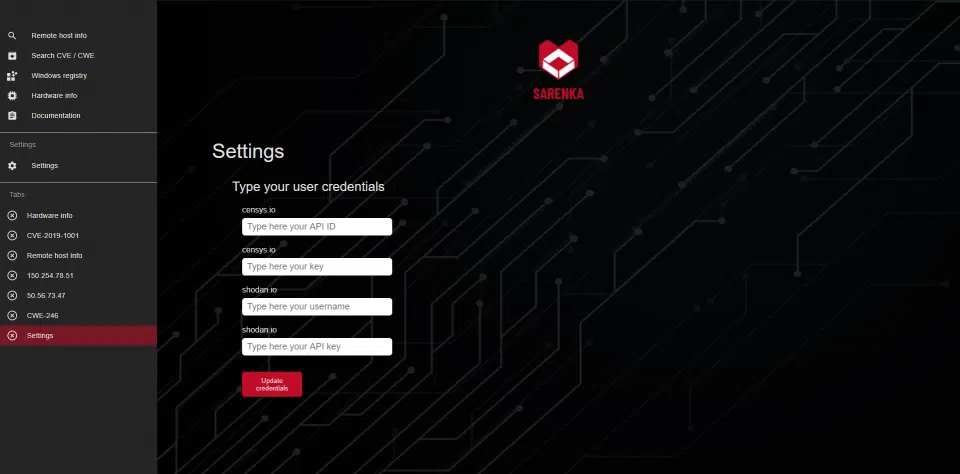 Remote host info
Search CVE / CWE
Windows registry
Hardware info
Documentation
Settings
Settings
Tabs
Hardware info
CVE-2019-1001
Remote host info
150.254.78.51
50.56.73.47
CWE-246
Settings
SARENKA
Settings
Type your user credentials
censys.io
Type here your API ID
censys.io
Type here your key
shodan.io
Type here your username
shodan.io
Type here your API key
Update
credentials